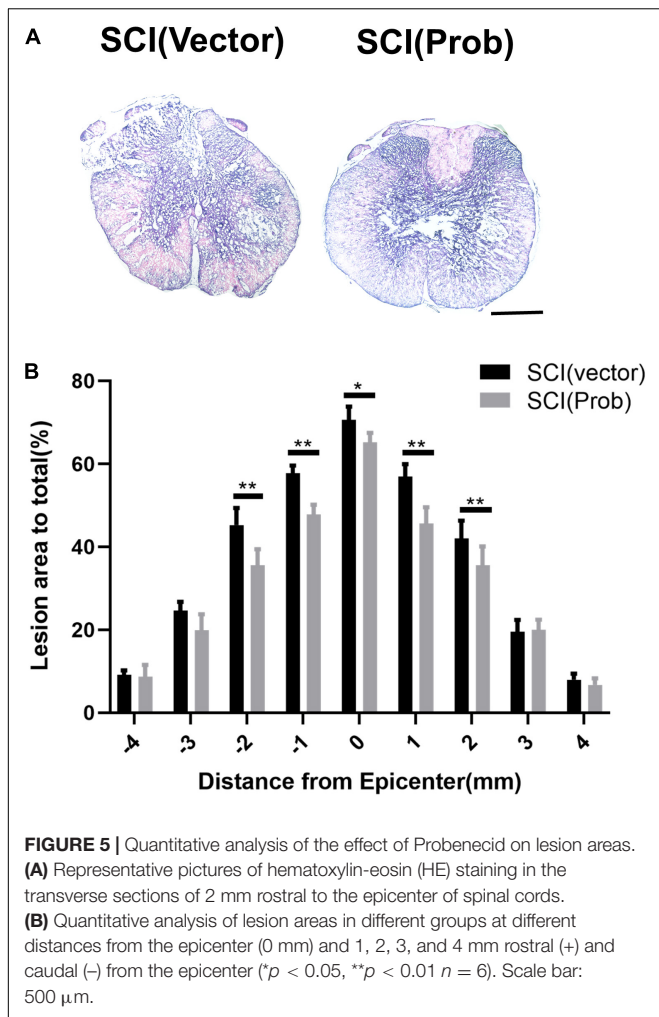 A
SCI(Vector) SCI(Prob)
B
SCI(vector)
SCI(Prob)
Lesion area to total(%)
80
60
40
20
0
** ** * ** **
-4 -3 -2 -1 0 1 2 3 4
Distance from Epicenter(mm)
FIGURE 5 | Quantitative analysis of the effect of Probenecid on lesion areas.
(A) Representative pictures of hematoxylin-eosin (HE) staining in the
transverse sections of 2 mm rostral to the epicenter of spinal cords.
(B) Quantitative analysis of lesion areas in different groups at different
distances from the epicenter (0 mm) and 1, 2, 3, and 4 mm rostral (+) and
caudal (–) from the epicenter (*p < 0.05, **p < 0.01 n = 6). Scale bar:
500 μm.